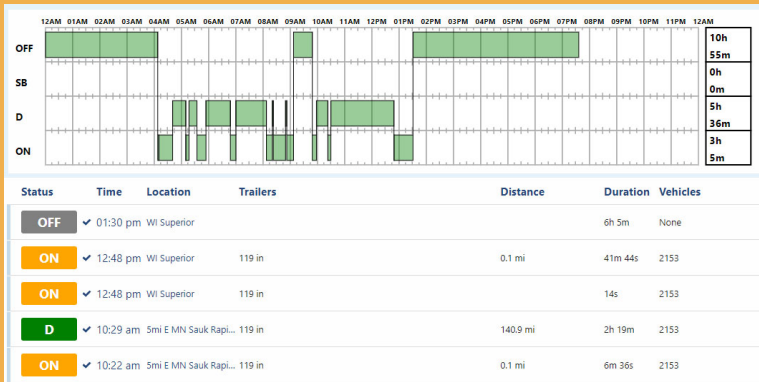 12AM 01AM 02AM 03AM 04AM 05AM 06AM 07AM 08AM 09AM 10AM 11AM 12PM 01PM 02PM 03PM 04PM 05PM 06PM 07PM 08PM 09PM 10PM 11PM 12AM
OFF 10h 55m
SB 0h 0m
D 5h 36m
ON 3h 5m
Status Time Location Trailers Distance Duration Vehicles
OFF ✔ 01:30 pm WI Superior 6h 5m None
ON ✔ 12:48 pm WI Superior 119 in 0.1 mi 41m 44s 2153
ON ✔ 12:48 pm WI Superior 119 in 14s 2153
D ✔ 10:29 am 5mi E MN Sauk Rapi... 119 in 140.9 mi 2h 19m 2153
ON ✔ 10:22 am 5mi E MN Sauk Rapi... 119 in 0.1 mi 6m 36s 2153